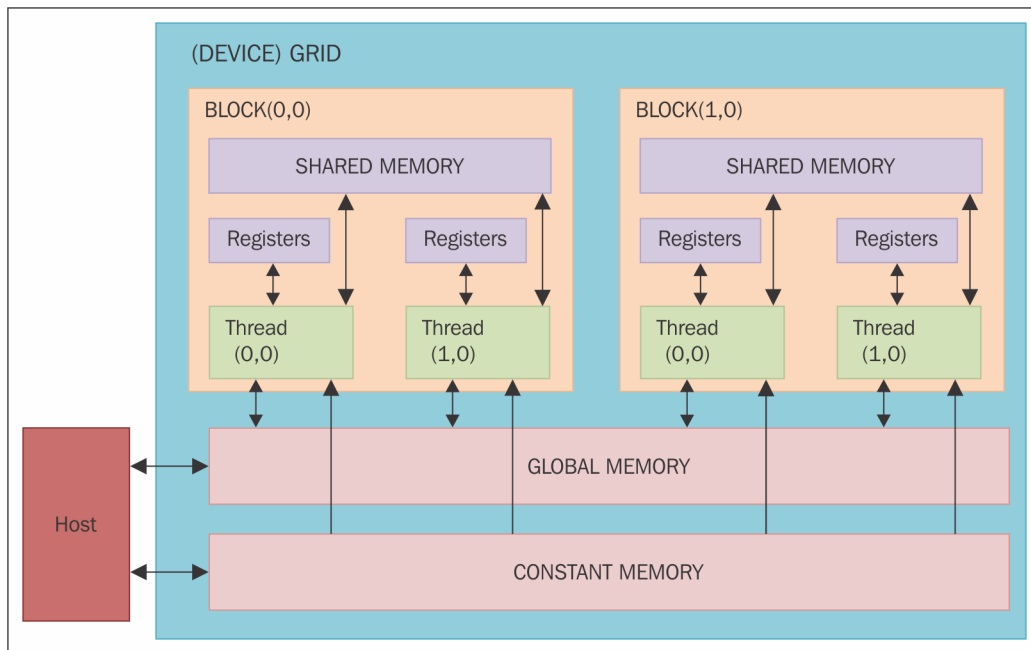 (DEVICE) GRID
BLOCK(0,0)
SHARED MEMORY
Registers
Registers
Thread
(0,0)
Thread
(1,0)
BLOCK(1,0)
SHARED MEMORY
Registers
Registers
Thread
(0,0)
Thread
(1,0)
Host
GLOBAL MEMORY
CONSTANT MEMORY